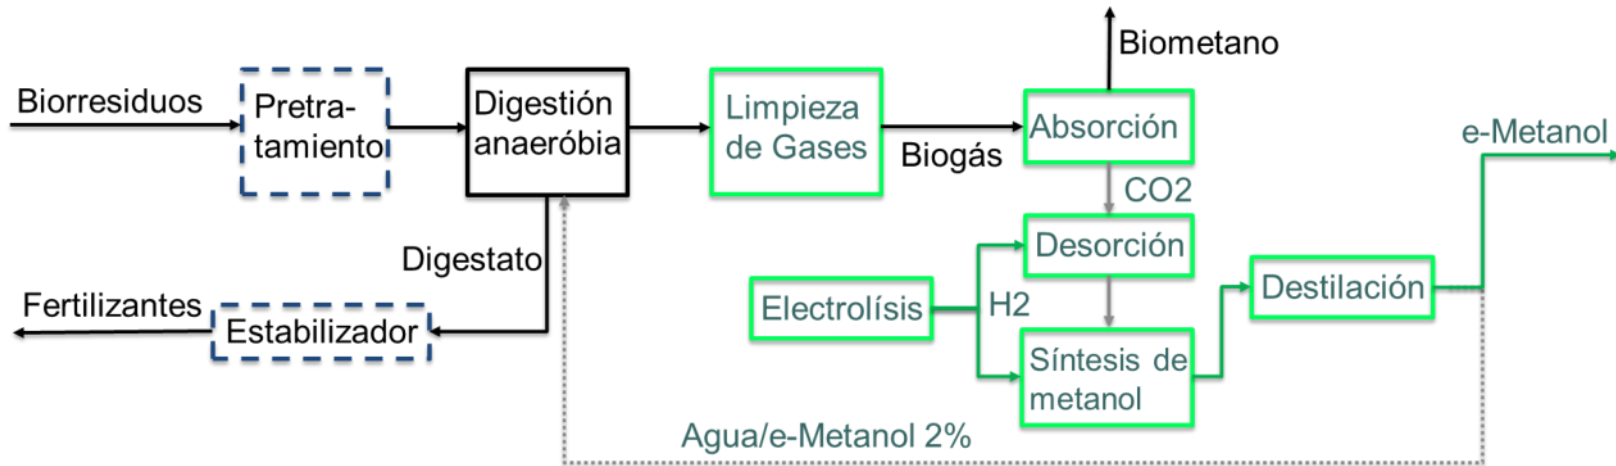 Biorresiduos
Pretra-
tamiento
Digestión
anaeróbia
Limpieza
de Gases
Biogás
Absorción
Biometano
CO2
Desorción
Electrolísis
H2
Síntesis de
metanol
Destilación
e-Metanol
Digestato
Fertilizantes
Estabilizador
Agua/e-Metanol 2%